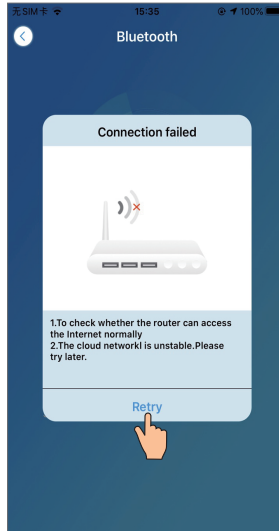 无SIM卡 15:35 100%
Bluetooth
Connection failed
1.To check whether the router can access
the Internet normally
2.The cloud networkl is unstable.Please
try later.
Retry